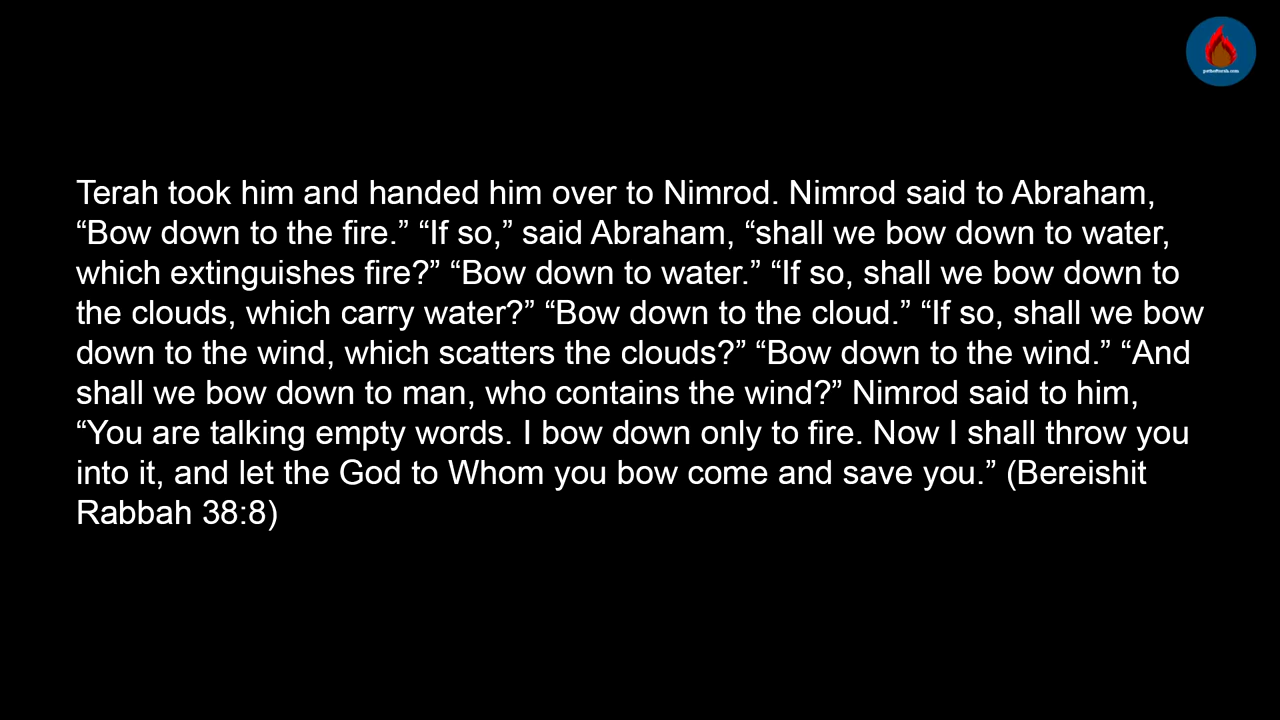 Terah took him and handed him over to Nimrod. Nimrod said to Abraham,
“Bow down to the fire.” “If so,” said Abraham, “shall we bow down to water,
which extinguishes fire?” “Bow down to water.” “If so, shall we bow down to
the clouds, which carry water?” “Bow down to the cloud.” “If so, shall we bow
down to the wind, which scatters the clouds?” “Bow down to the wind.” “And
shall we bow down to man, who contains the wind?” Nimrod said to him,
“You are talking empty words. I bow down only to fire. Now I shall throw you
into it, and let the God to Whom you bow come and save you.” (Bereishit
Rabbah 38:8)